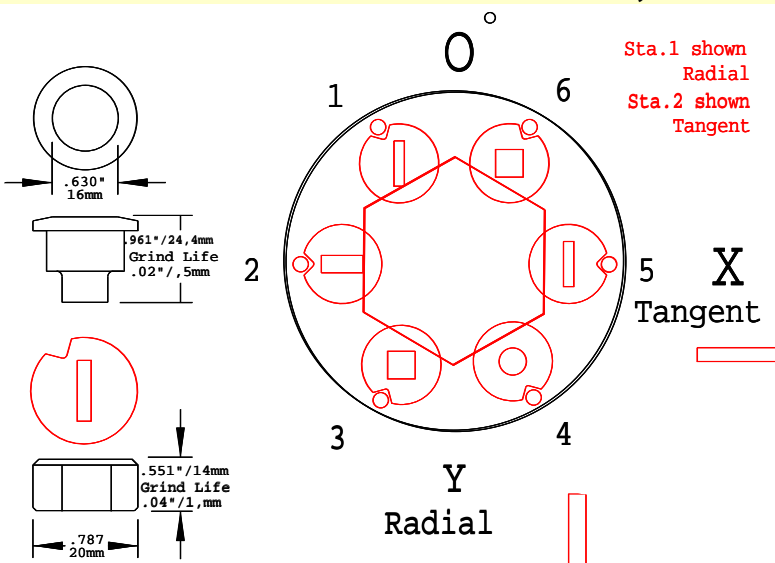 O°
Sta.1 shown
Radial
Sta.2 shown
Tangent
1
6
.630"
16mm
.961"/24,4mm
Grind Life
.02"/,5mm
2
5
X
Tangent
3
4
.551"/14mm
Grind Life
.04"/1,mm
Y
Radial
.787
20mm